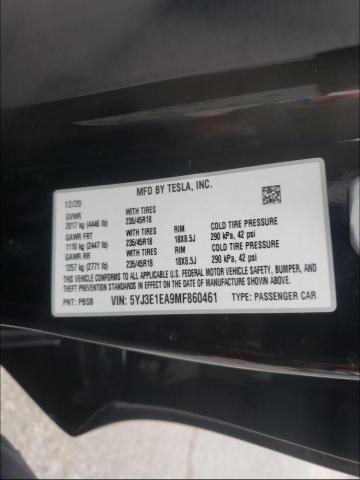 MFD BY TESLA, INC.
12/20
GVWR WITH TIRES
2017 kg (4446 lb) 235/45R18
GAWR FRT WITH TIRES RIM COLD TIRE PRESSURE
1110 kg (2447 lb) 235/45R18 18X8.5J 290 kPa, 42 psi
GAWR RR WITH TIRES RIM COLD TIRE PRESSURE
1257 kg (2771 lb) 235/45R18 18X8.5J 290 kPa, 42 psi
THIS VEHICLE CONFORMS TO ALL APPLICABLE U.S. FEDERAL MOTOR VEHICLE SAFETY, BUMPER, AND
THEFT PREVENTION STANDARDS IN EFFECT ON THE DATE OF MANUFACTURE SHOWN ABOVE.
PNT: PBSB VIN: 5YJ3E1EA9MF860461 TYPE: PASSENGER CAR